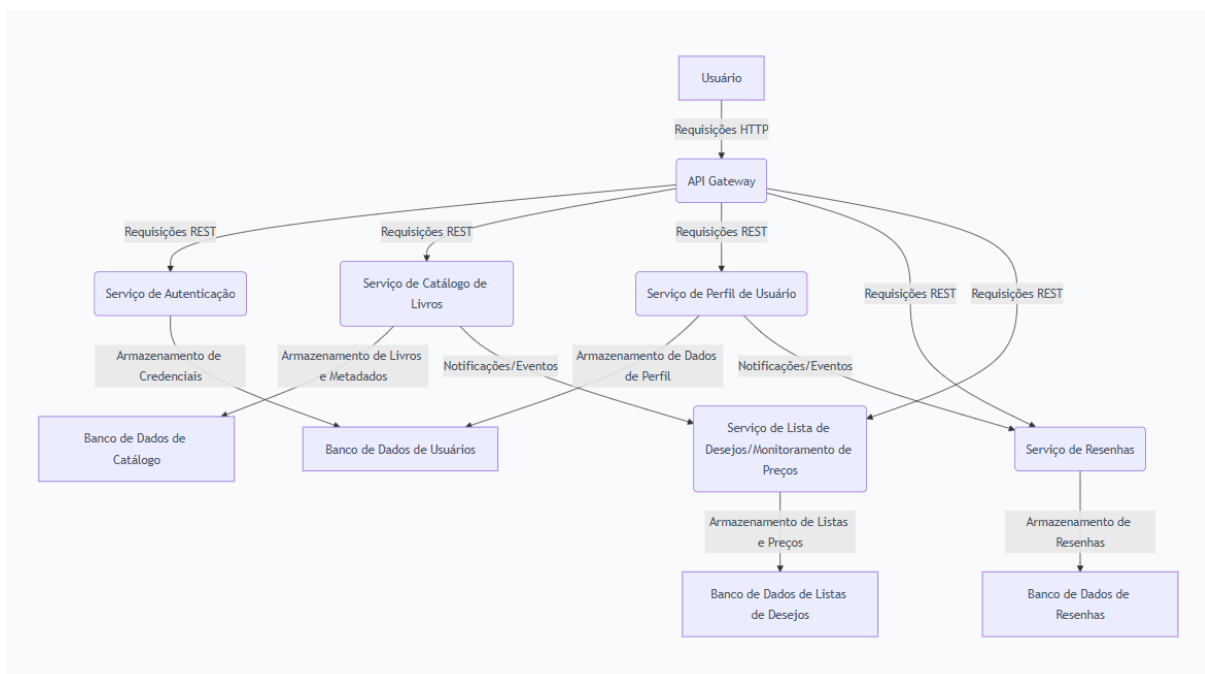 Usuário
Requisições HTTP
API Gateway
Requisições REST
Requisições REST
Requisições REST
Serviço de Autenticação
Serviço de Catálogo de
Livros
Serviço de Perfil de Usuário
Requisições REST
Requisições REST
Armazenamento de
Credenciais
Armazenamento de Livros
e Metadados
Notificações/Eventos
Armazenamento de Dados
de Perfil
Notificações/Eventos
Banco de Dados de
Catálogo
Banco de Dados de Usuários
Serviço de Lista de
Desejos/Monitoramento de
Preços
Serviço de Resenhas
Armazenamento de Listas
e Preços
Armazenamento de
Resenhas
Banco de Dados de Listas
de Desejos
Banco de Dados de
Resenhas